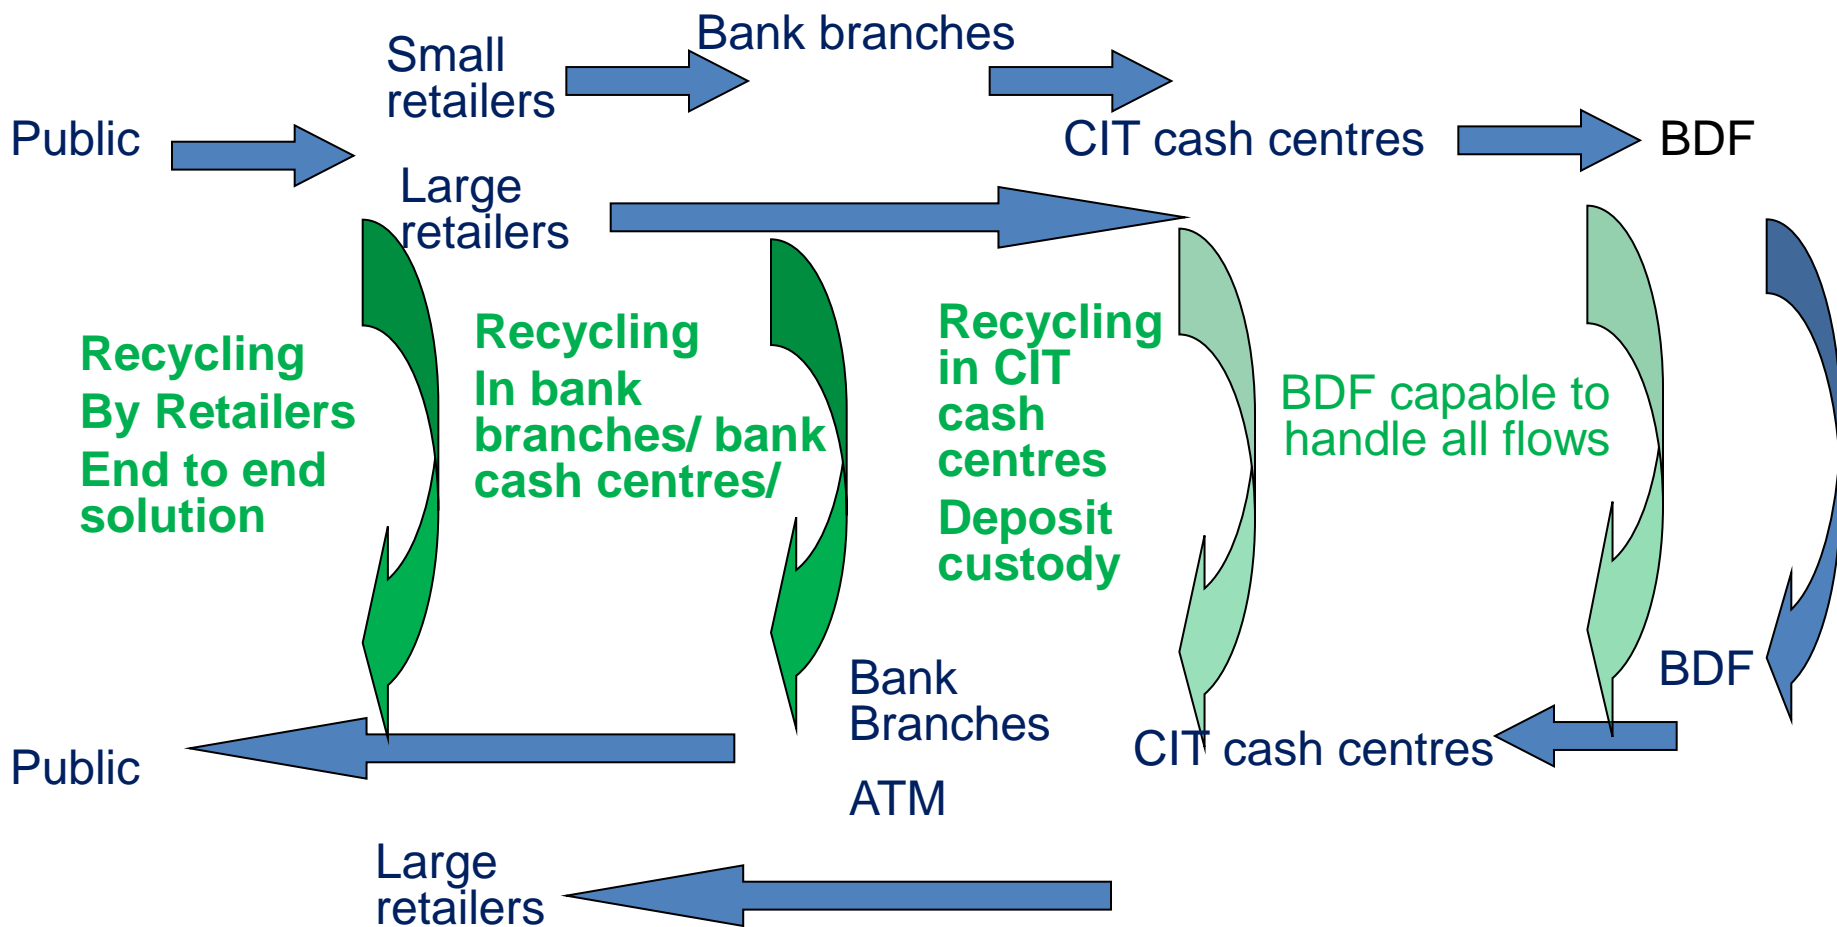 Bank branches
Small
retailers
Public
CIT cash centres
BDF
Large
retailers
Recycling
By Retailers
End to end
solution
Recycling
In bank
branches/ bank
cash centres/
Recycling
in CIT
cash
centres
Deposit
custody
BDF capable to
handle all flows
Bank
Branches
BDF
Public
CIT cash centres
ATM
Large
retailers